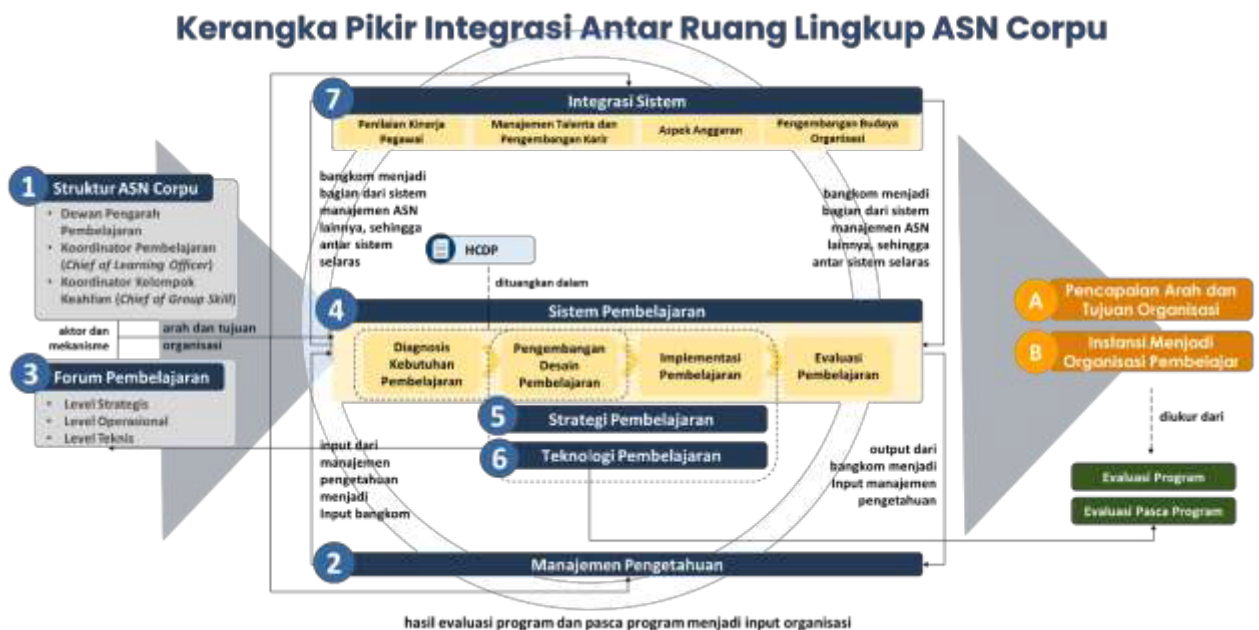 Kerangka Pikir Integrasi Antar Ruang Lingkup ASN Corpu
7
Integrasi Sistem
Penilaian Kinerja
Pegawai
Manajemen Talenta dan
Pengembangan Karir
Aspek Anggaran
Pengembangan Budaya
Organisasi
1
Struktur ASN Corpu
• Dewan Pengarah
Pembelajaran
• Koordinator Pembelajaran
(Chief of Learning Officer)
• Koordinator Kelompok
Keahlian (Chief of Group Skill)
aktor dan
mekanisme
arah dan tujuan
organisasi
3
Forum Pembelajaran
• Level Strategis
• Level Operasional
• Level Teknis
bangkom menjadi
bagian dari sistem
manajemen ASN
lainnya, sehingga
antar sistem
selaras
HCDP
dituangkan dalam
bangkom menjadi
bagian dari sistem
manajemen ASN
lainnya, sehingga
antar sistem selaras
4
Sistem Pembelajaran
Diagnosis
Kebutuhan
Pembelajaran
Pengembangan
Desain
Pembelajaran
Implementasi
Pembelajaran
Evaluasi
Pembelajaran
5
Strategi Pembelajaran
6
Teknologi Pembelajaran
input dari
manajemen
pengetahuan
menjadi
Input bangkom
output dari
bangkom menjadi
Input manajemen
pengetahuan
2
Manajemen Pengetahuan
hasil evaluasi program dan pasca program menjadi input organisasi
A
Pencapaian Arah dan
Tujuan Organisasi
B
Instansi Menjadi
Organisasi Pembelajar
diukur dari
Evaluasi Program
Evaluasi Pasca Program